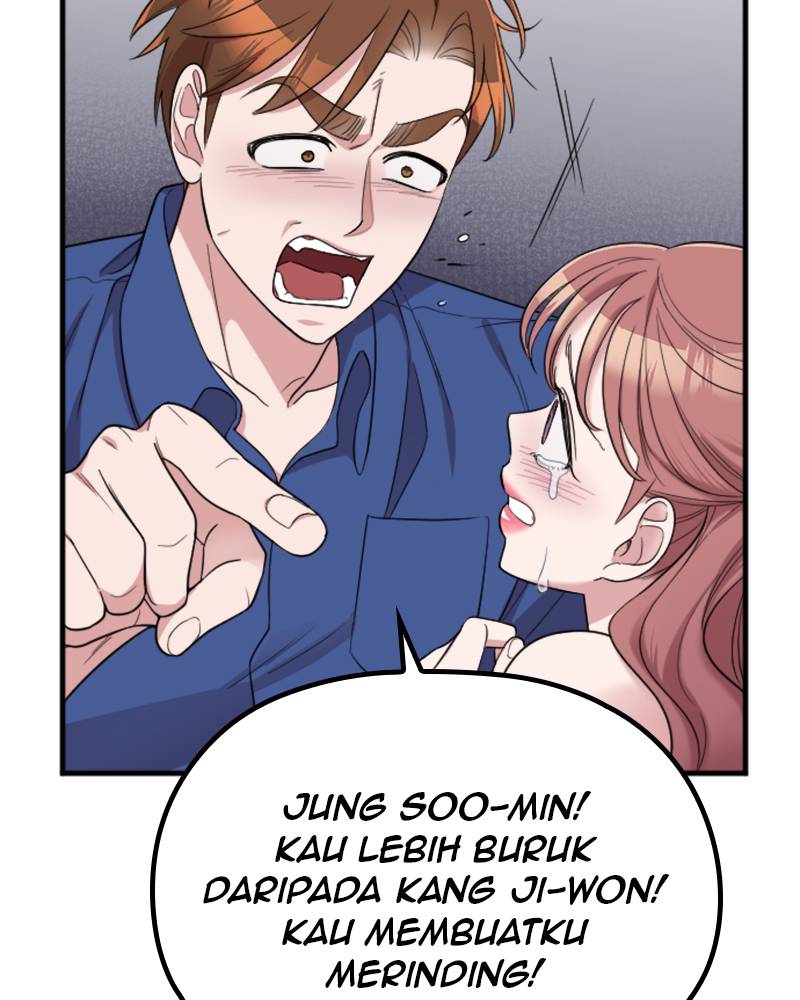 JUNG SOO-MIN!
KAU LEBIH BURUK
DARIPADA KANG JI-WON!
KAU MEMBUATKU
MERINDING!